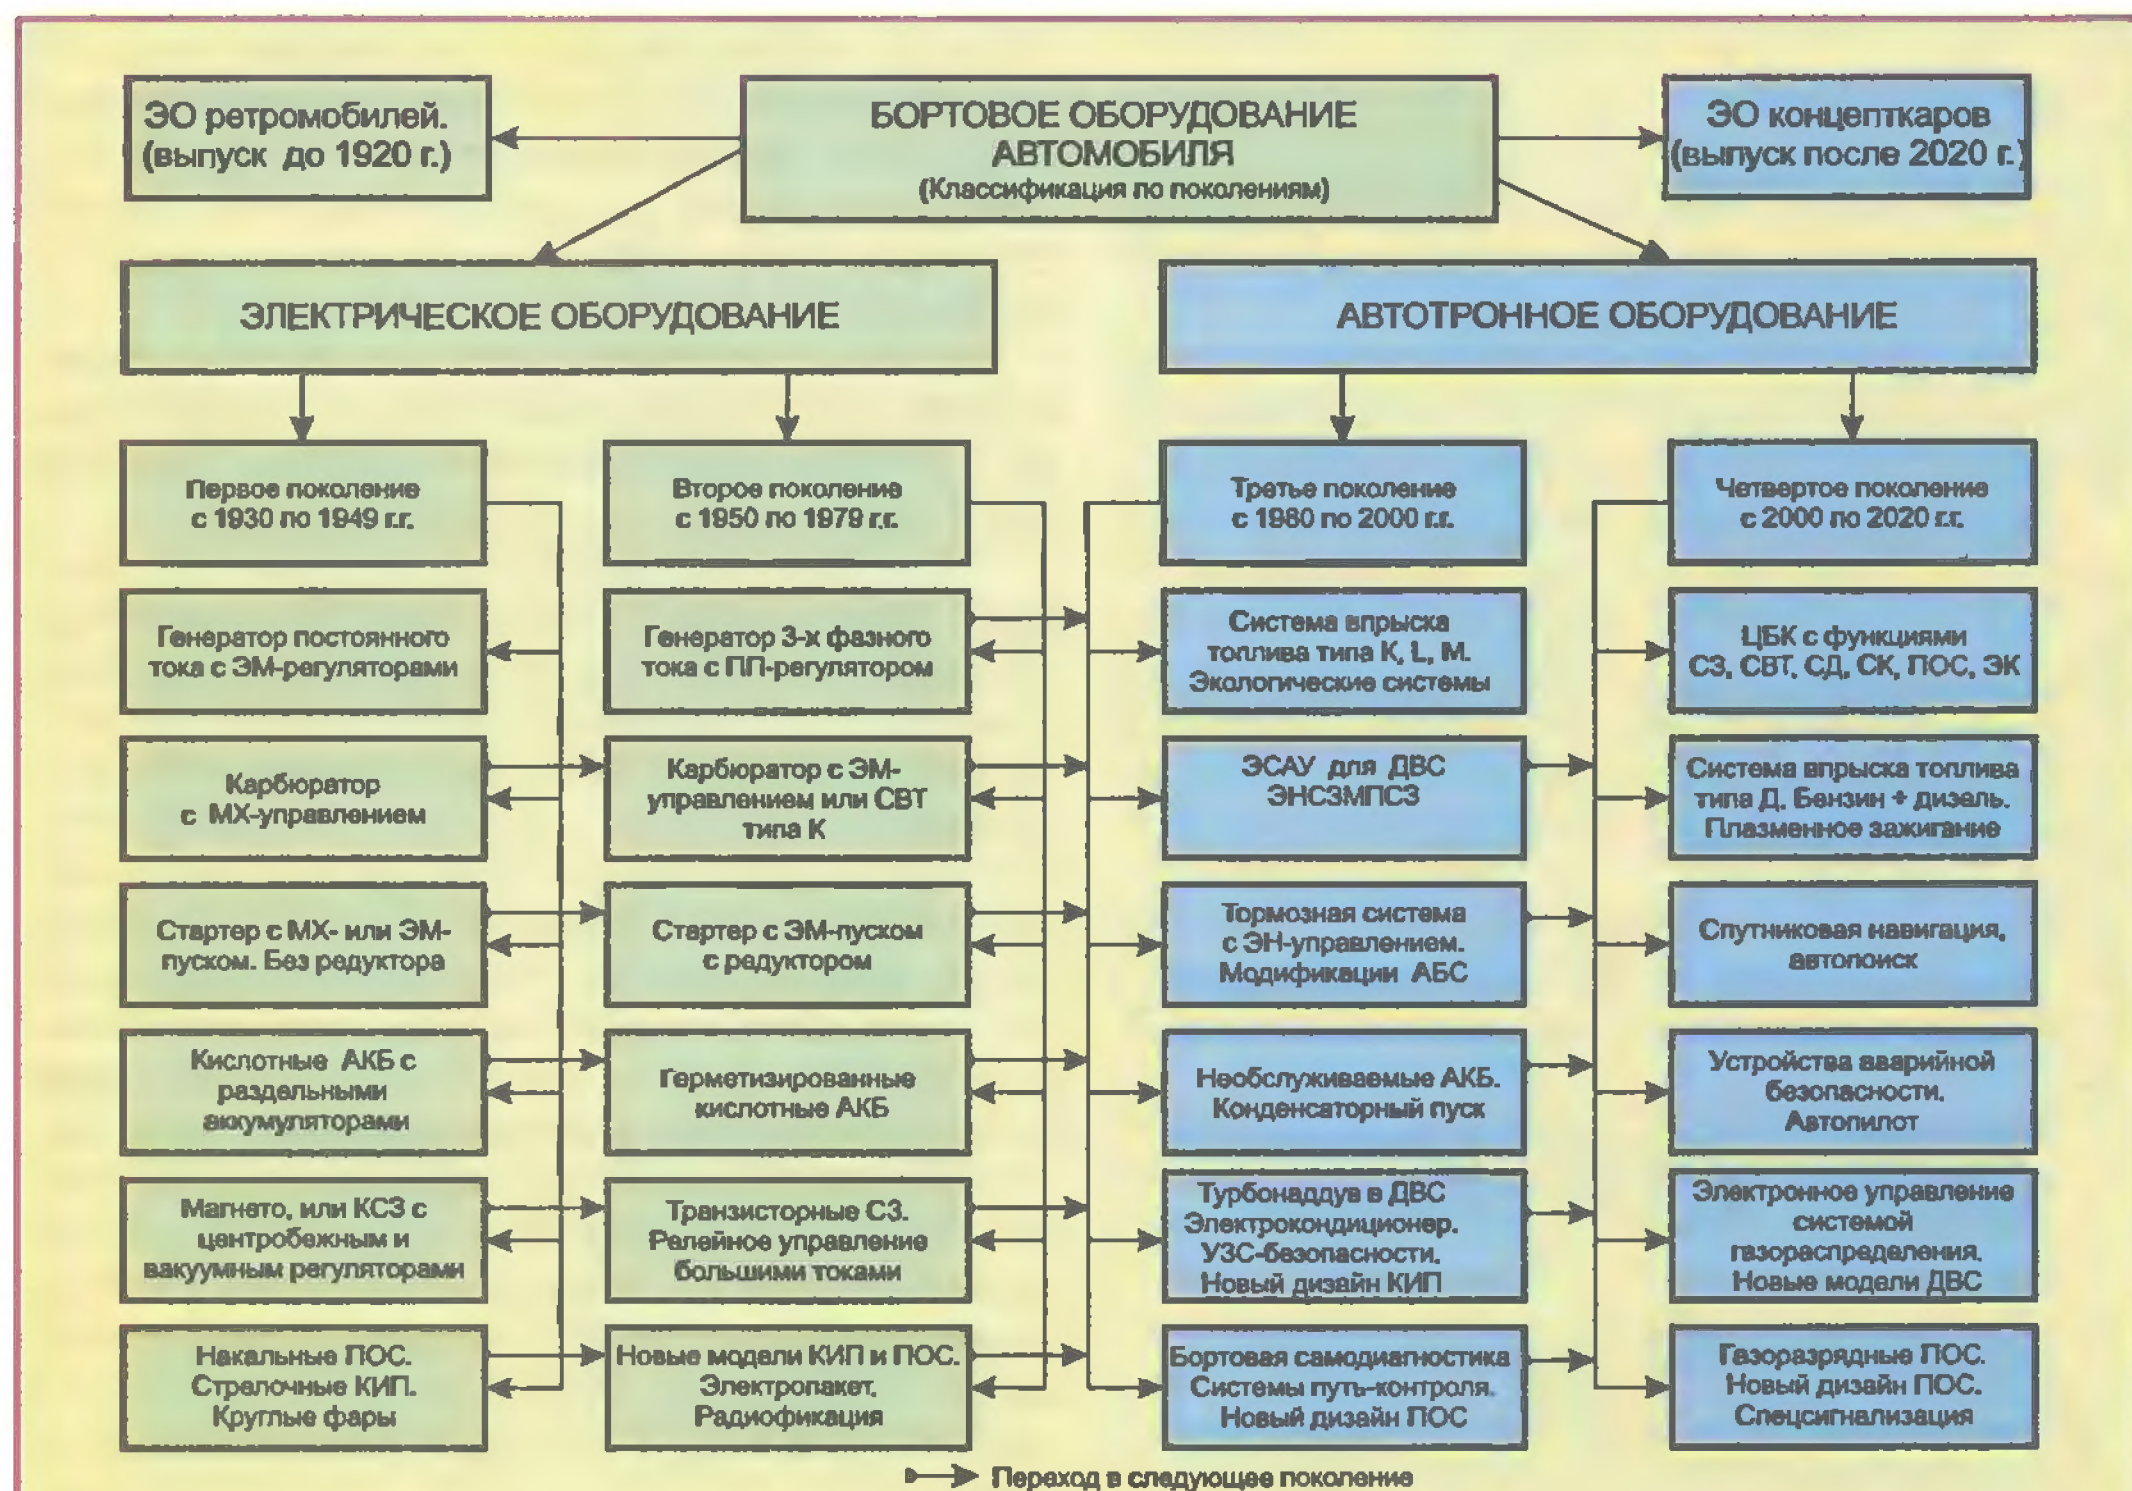 ЭО ретромобилей.
(выпуск до 1920 г.)
БОРТОВОЕ ОБОРУДОВАНИЕ
АВТОМОБИЛЯ
(Классификация по поколениям)
ЭО концепткаров
(выпуск после 2020 г.)
ЭЛЕКТРИЧЕСКОЕ ОБОРУДОВАНИЕ
АВТОТРОННОЕ ОБОРУДОВАНИЕ
Первое поколение
с 1930 по 1949 г.г.
Второе поколение
с 1950 по 1979 г.г.
Третье поколение
с 1980 по 2000 г.г.
Четвертое поколение
с 2000 по 2020 г.г.
Генератор постоянного
тока с ЭМ-регуляторами
Генератор 3-х фазного
тока с ПП-регулятором
Система впрыска
топлива типа К, L, М.
Экологические системы
ЦБК с функциями
СЗ, СВТ, СД, СК, ПОС, ЭК
Карбюратор
с МХ-управлением
Карбюратор с ЭМ-
управлением или СВТ
типа К
ЭСАУ для ДВС
ЭНСЗМПСЗ
Система впрыска топлива
типа Д. Бензин + дизель.
Плазменное зажигание
Стартер с МХ- или ЭМ-
пуском. Без редуктора
Стартер с ЭМ-пуском
с редуктором
Тормозная система
с ЭН-управлением.
Модификации АБС
Спутниковая навигация,
автопоиск
Кислотные АКБ с
раздельными
аккумуляторами
Герметизированные
кислотные АКБ
Необслуживаемые АКБ.
Конденсаторный пуск
Устройства аварийной
безопасности.
Автопилот
Магнето, или КСЗ с
центробежным и
вакуумным регуляторами
Транзисторные СЗ.
Релейное управление
большими токами
Турбонаддув в ДВС
Электрокондиционер.
УЗС-безопасности.
Новый дизайн КИП
Электронное управление
системой
газораспределения.
Новые модели ДВС
Накальные ПОС.
Стрелочные КИП.
Круглые фары
Новые модели КИП и ПОС.
Электропакет.
Радиофикация
Бортовая самодиагностика
Системы путь-контроля.
Новый дизайн ПОС
Газоразрядные ПОС.
Новый дизайн ПОС.
Спецсигнализация
Переход в следующее поколение